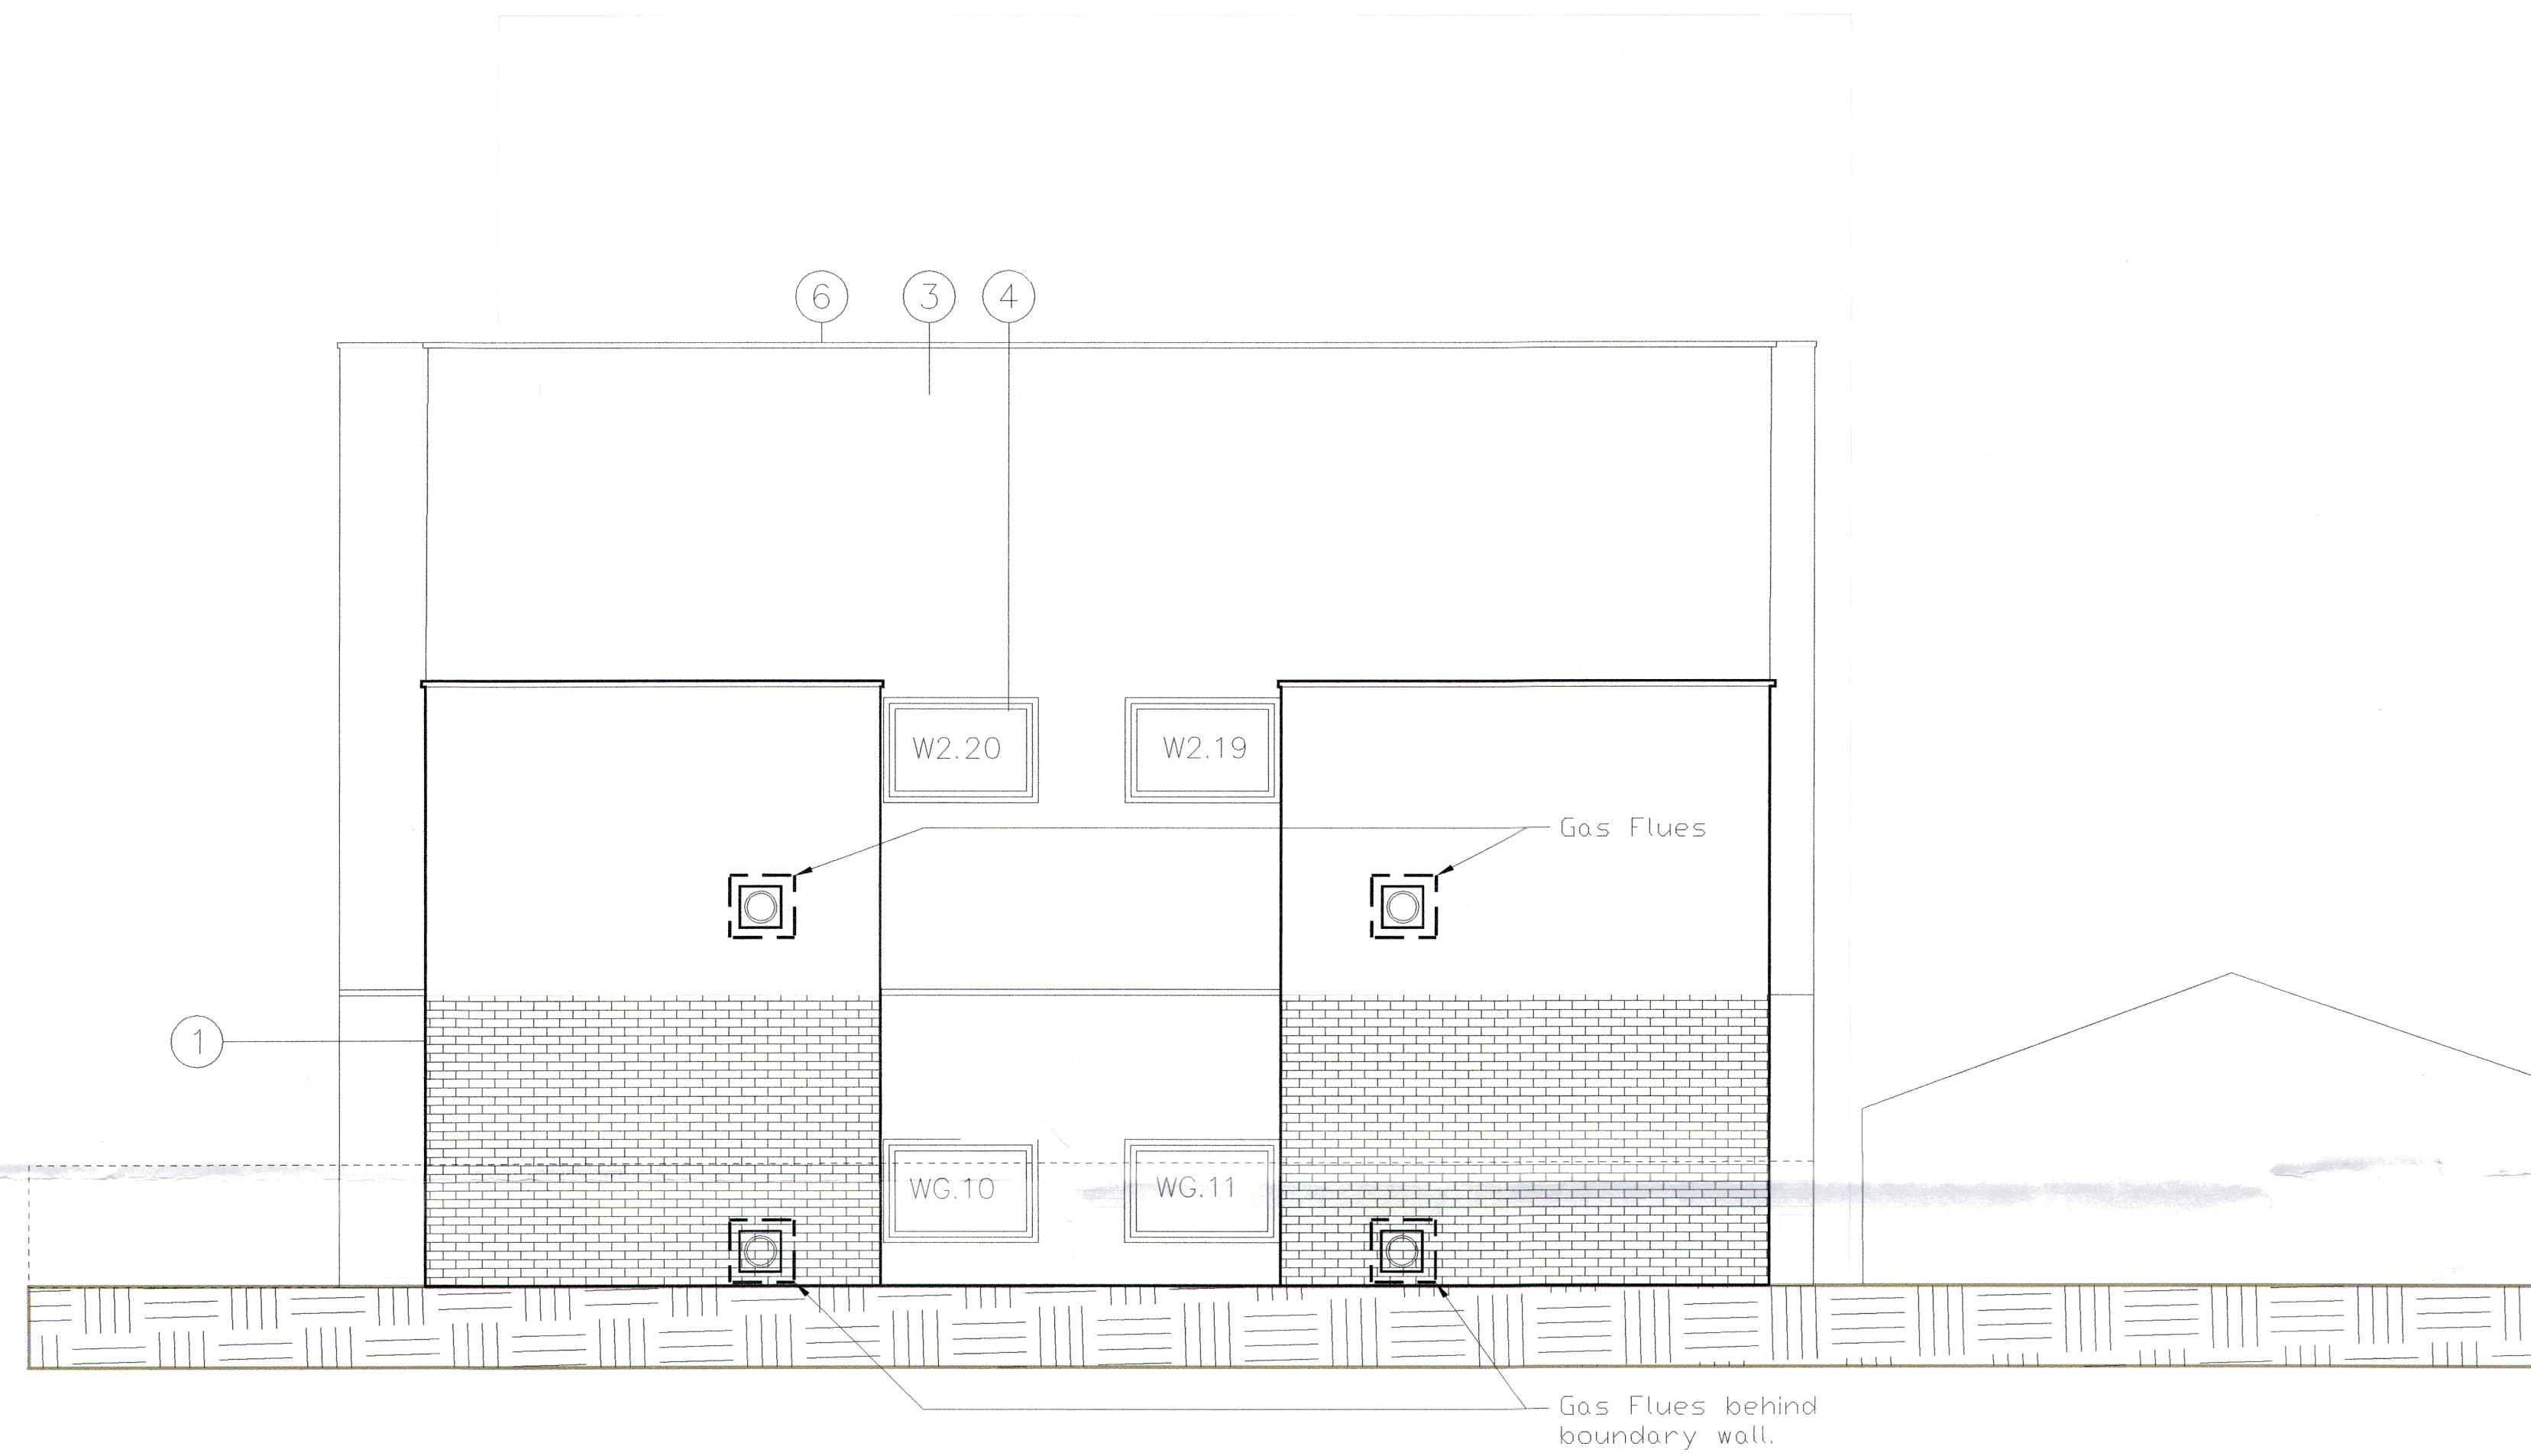 6 3 4
W2.20 W2.19
Gas Flues
1
WG.10 WG.11
Gas Flues behind
boundary wall.